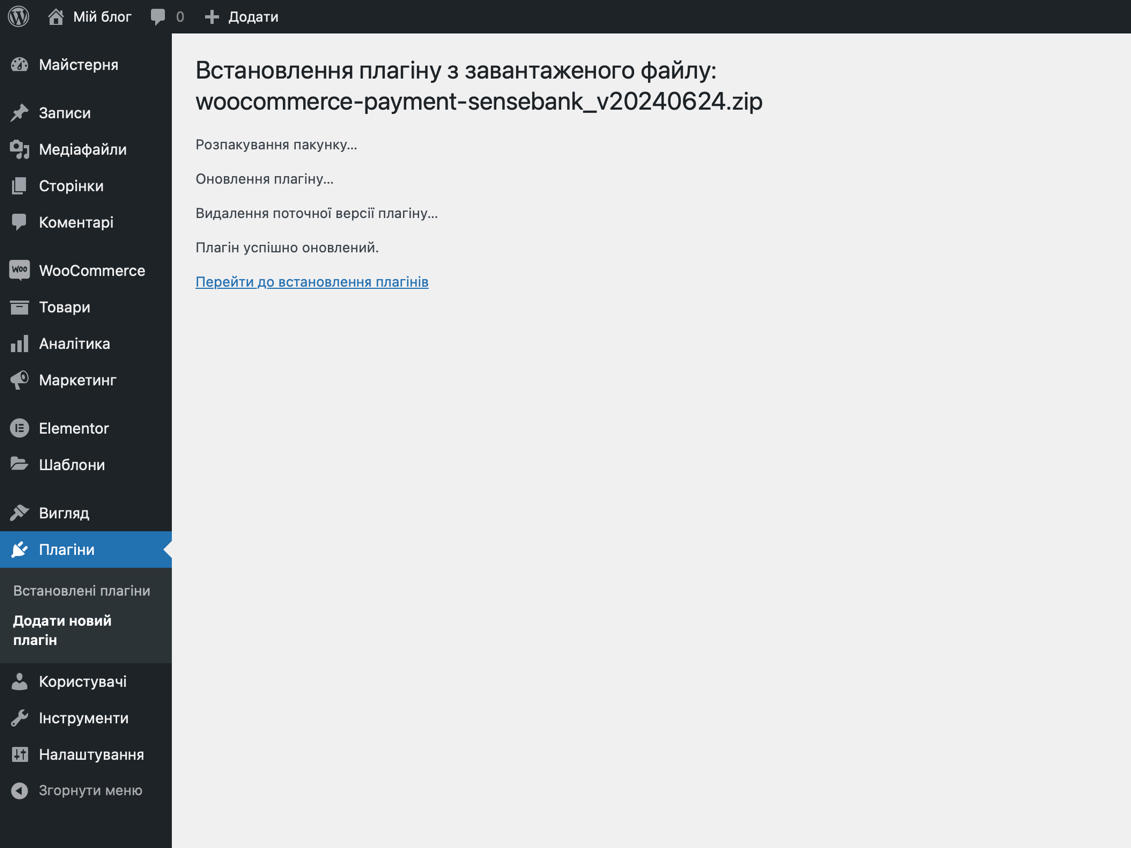 Мій блог
0
Додати
Майстерня
Записи
Медіафайли
Сторінки
Коментарі
WooCommerce
Товари
Аналітика
Маркетинг
Elementor
Шаблони
Вигляд
Плагіни
Встановлені плагіни
Додати новий
плагін
Користувачі
Інструменти
Налаштування
Згорнути меню
Встановлення плагіну з завантаженого файлу:
woocommerce-payment-sensebank_v20240624.zip
Розпакування пакунку…
Оновлення плагіну…
Видалення поточної версії плагіну…
Плагін успішно оновлений.
Перейти до встановлення плагінів